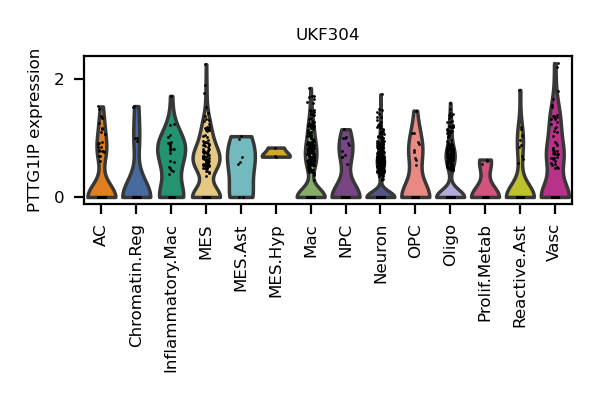 UKF304
PTTG1IP expression
2
0
AC
Chromatin.Reg
Inflammatory.Mac
MES
MES.Ast
MES.Hyp
Mac
NPC
Neuron
OPC
Oligo
Prolif.Metab
Reactive.Ast
Vasc